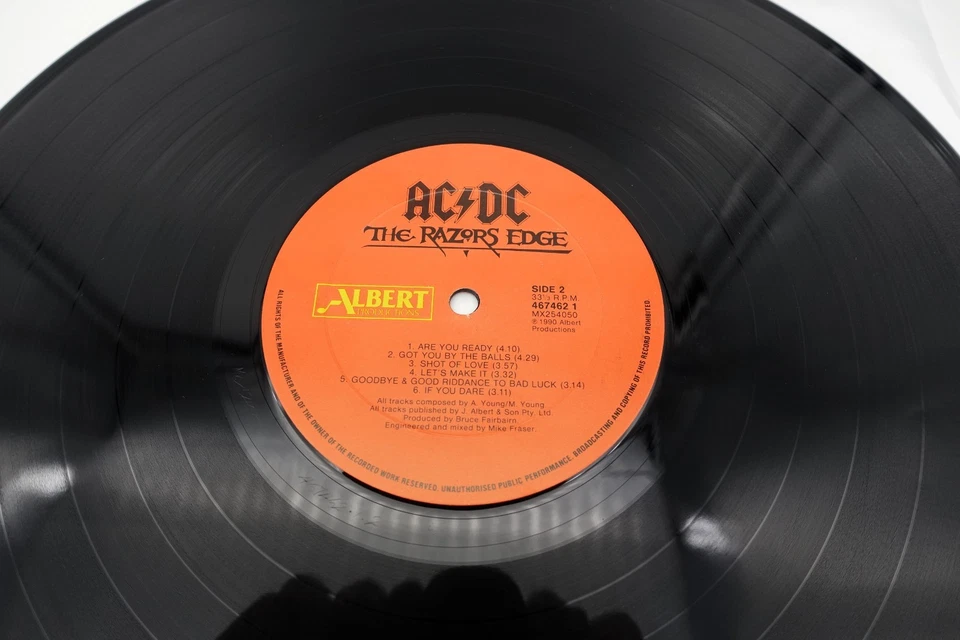 AC⚡DC
THE RAZORS EDGE
ALBERT
PRODUCTIONS
SIDE 2
33⅓ R.P.M
467462 1
MX254050
℗ 1990 Albert
Productions
1. ARE YOU READY (4.10)
2. GOT YOU BY THE BALLS (4.29)
3. SHOT OF LOVE (3.57)
4. LET'S MAKE IT (3.32)
5. GOODBYE & GOOD RIDDANCE TO BAD LUCK (3.14)
6. IF YOU DARE (3.11)
All tracks composed by A. Young/M. Young
All tracks published by J. Albert & Son Pty. Ltd.
Produced by Bruce Fairbairn.
Engineered and mixed by Mike Fraser.
ALL RIGHTS OF THE MANUFACTURER AND OF THE OWNER OF THE RECORDED WORK RESERVED. UNAUTHORISED PUBLIC PERFORMANCE, BROADCASTING AND COPYING OF THIS RECORD PROHIBITED.